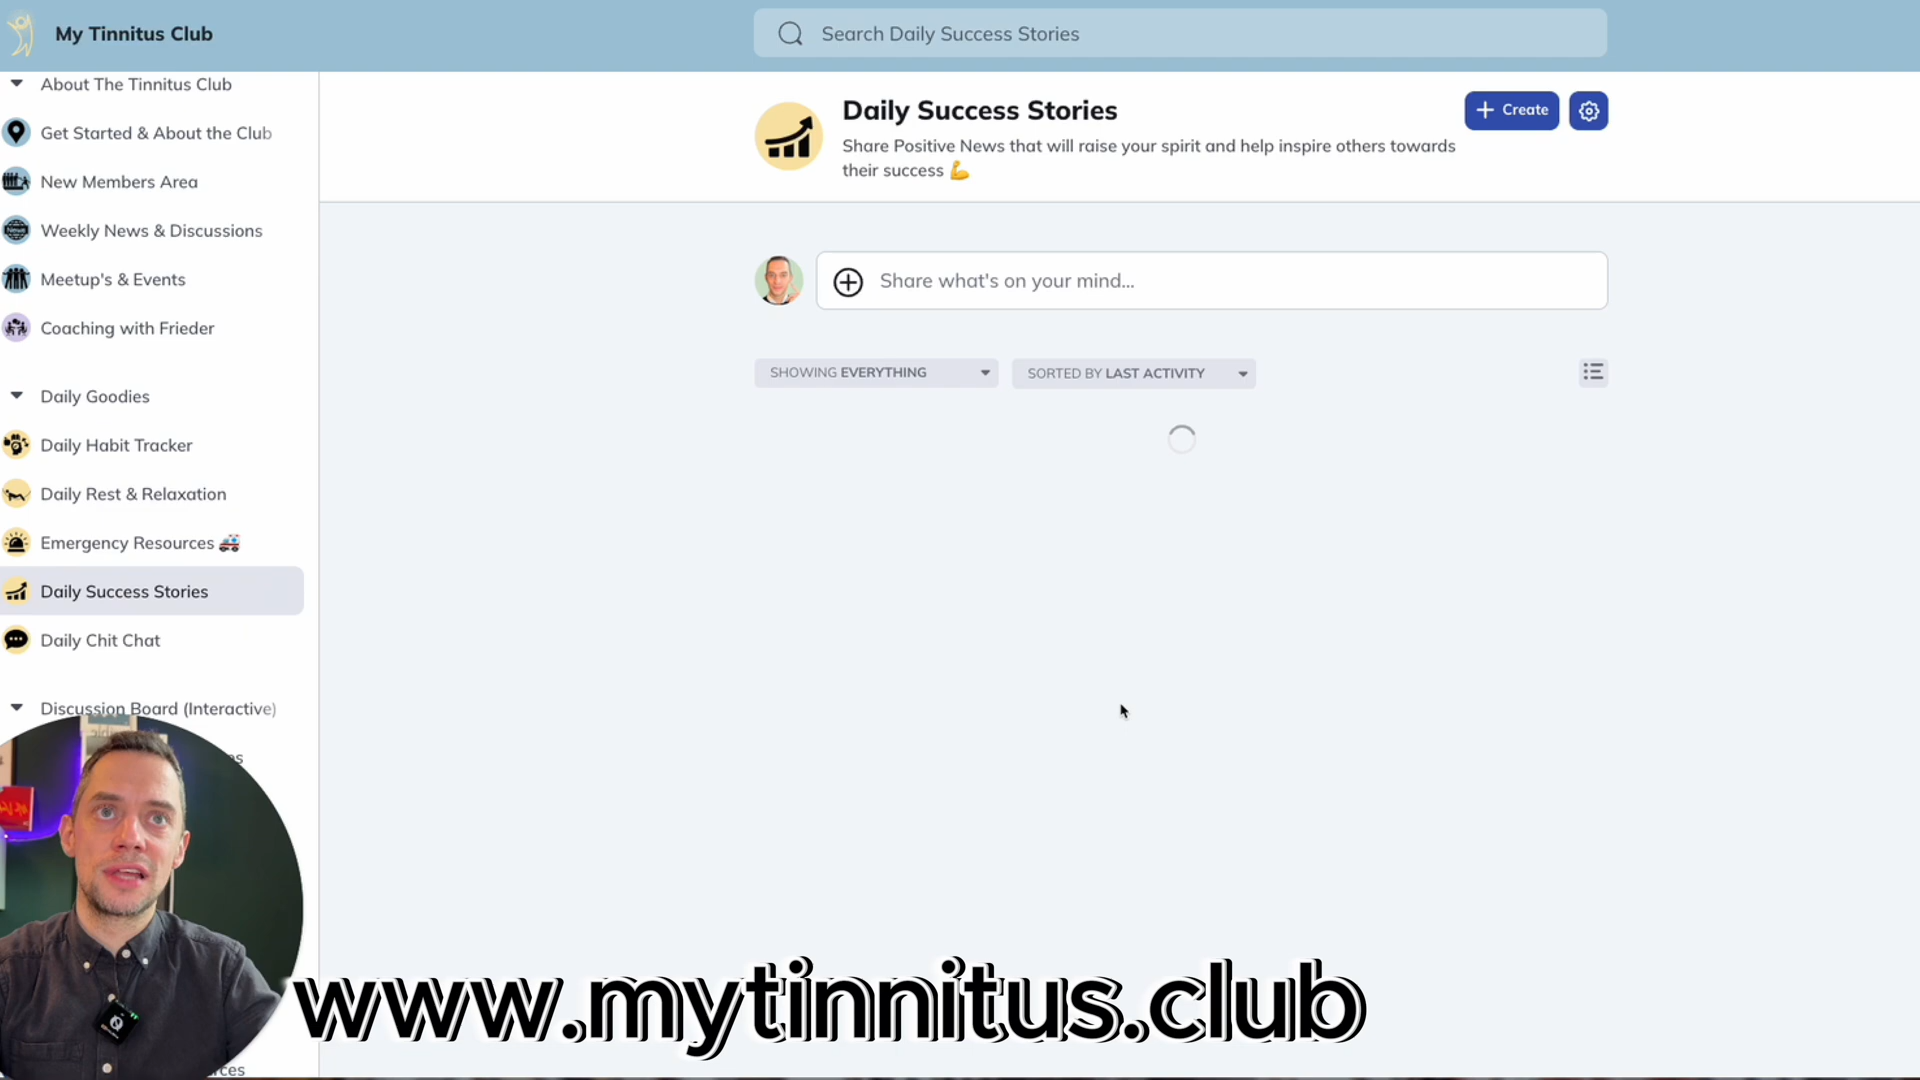 My Tinnitus Club
Search Daily Success Stories
About The Tinnitus Club
Get Started & About the Club
New Members Area
Weekly News & Discussions
Meetup's & Events
Coaching with Frieder
Daily Goodies
Daily Habit Tracker
Daily Rest & Relaxation
Emergency Resources 🚑
Daily Success Stories
Daily Chit Chat
Discussion Board (Interactive)
Daily Success Stories
Create
Share Positive News that will raise your spirit and help inspire others towards
their success 💪
Share what's on your mind...
SHOWING EVERYTHING
SORTED BY LAST ACTIVITY
www.mytinnitus.club